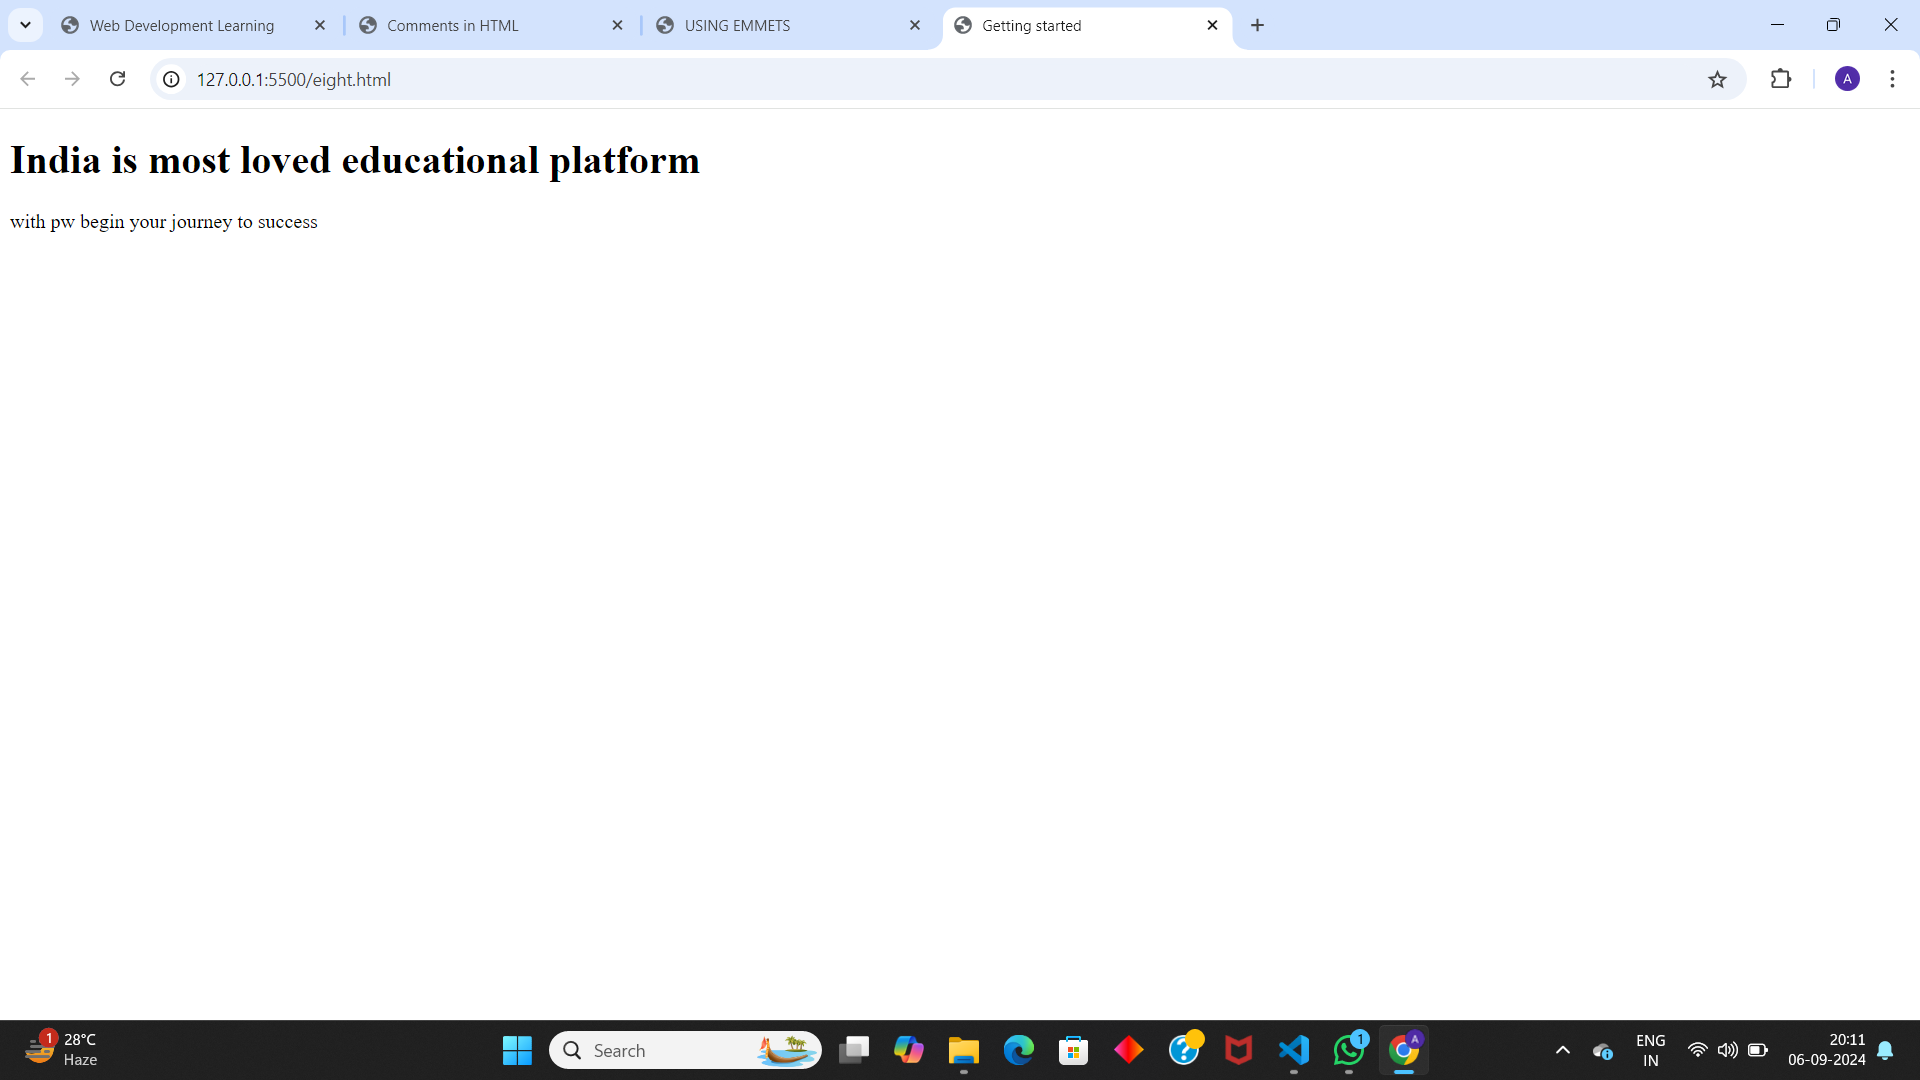 Web Development Learning
Comments in HTML
USING EMMETS
Getting started
127.0.0.1:5500/eight.html
A
India is most loved educational platform
with pw begin your journey to success
1
28°C
Haze
Search
1
A
ENG
IN
20:11
06-09-2024